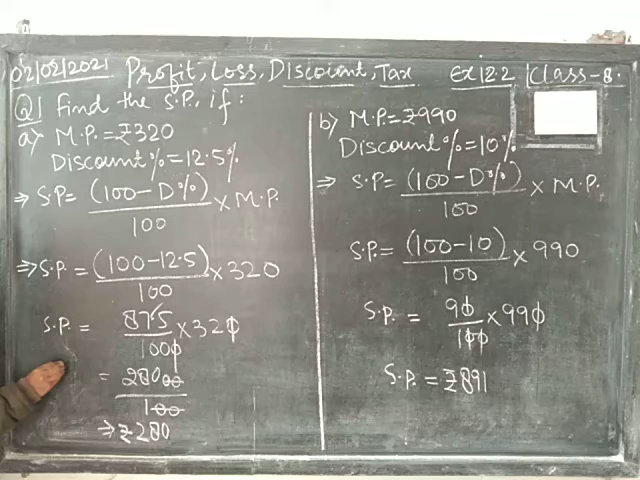 02/02/2021 Profit, Loss, Discount, Tax Ex 12.2 Class-8.
Q1 Find the S.P., if:
a) M.P.=₹320
Discount%=12.5%
⇒ S.P.= (100-D%)/100 × M.P.
⇒ S.P.= (100-12.5)/100 × 320
S.P. = 875/1000 × 320
= 28000/100
⇒ ₹280
b) M.P.=₹990
Discount%=10%
⇒ S.P.= (100-D%)/100 × M.P.
S.P.= (100-10)/100 × 990
S.P. = 90/100 × 990
S.P. = ₹891